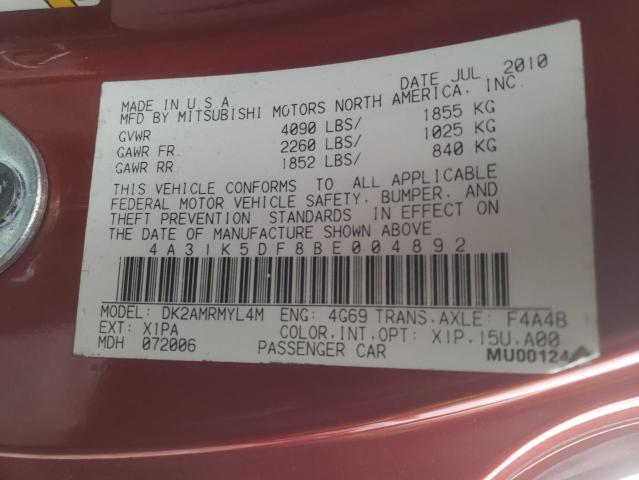 DATE JUL. 2010
MADE IN U.S.A.
MFD BY MITSUBISHI MOTORS NORTH AMERICA, INC.
GVWR 4090 LBS/ 1855 KG
GAWR FR. 2260 LBS/ 1025 KG
GAWR RR. 1852 LBS/ 840 KG
THIS VEHICLE CONFORMS TO ALL APPLICABLE
FEDERAL MOTOR VEHICLE SAFETY, BUMPER, AND
THEFT PREVENTION STANDARDS IN EFFECT ON
THE DATE OF MANUFACTURE SHOWN ABOVE.
4A31K5DF8BE004892
MODEL: DK2AMRMYL4M ENG: 4G69 TRANS.AXLE: F4A4B
EXT: X1PA COLOR,INT,OPT: X1P.15U.A00
MDH 072006 PASSENGER CAR MU00124